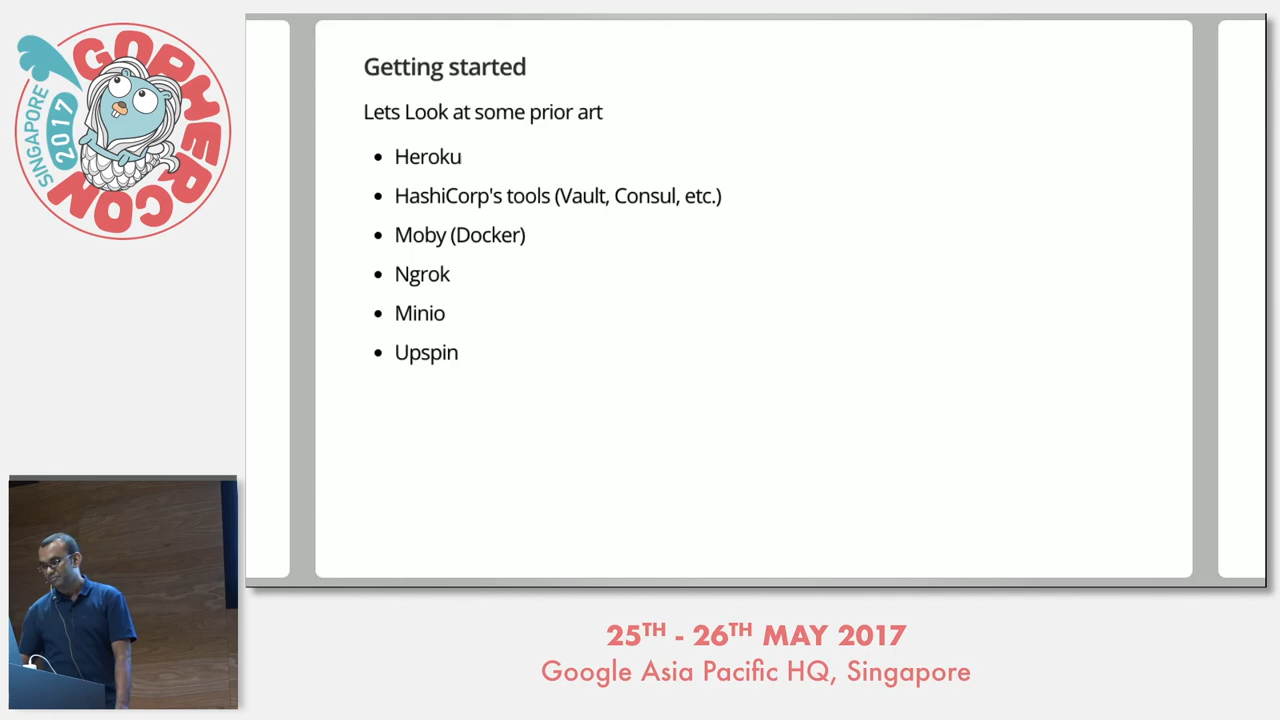 GOPHERCON
SINGAPORE
2017
Getting started
Lets Look at some prior art
• Heroku
• HashiCorp's tools (Vault, Consul, etc.)
• Moby (Docker)
• Ngrok
• Minio
• Upspin
25TH - 26TH MAY 2017
Google Asia Pacific HQ, Singapore